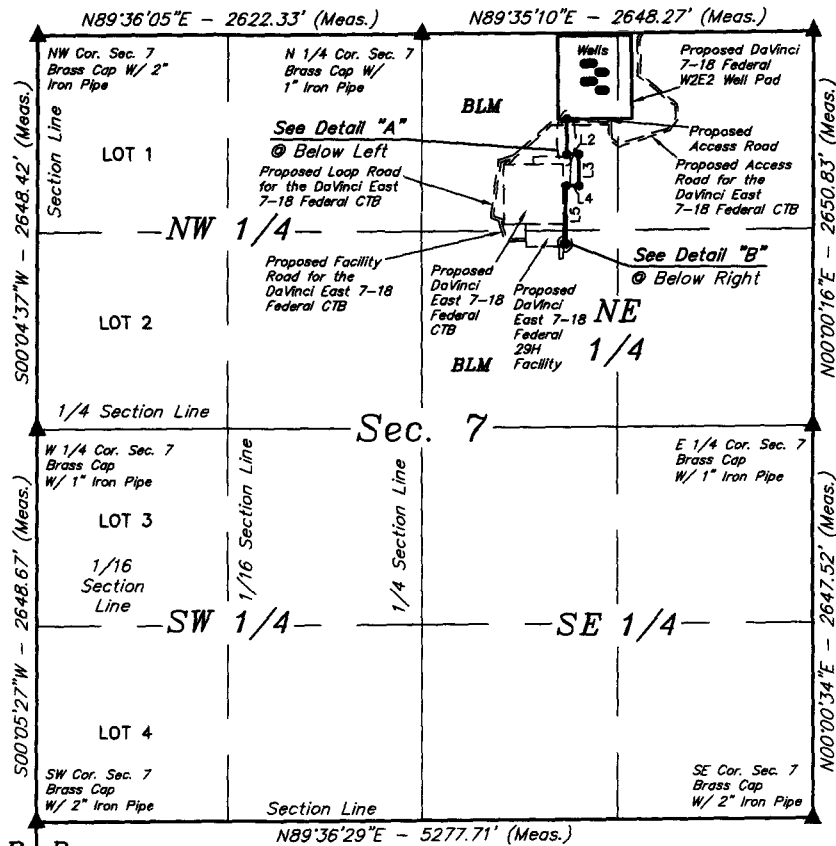 N89°36'05"E - 2622.33' (Meas.)
N89°35'10"E - 2648.27' (Meas.)
NW Cor. Sec. 7
Brass Cap W/ 2"
Iron Pipe
N 1/4 Cor. Sec. 7
Brass Cap W/
1" Iron Pipe
Wells
Proposed DaVinci
7-18 Federal
W2E2 Well Pad
BLM
See Detail "A"
@ Below Left
Proposed
Access Road
Proposed Access
Road for the
DaVinci East
7-18 Federal CTB
L2
L3
L4
L5
Section Line
LOT 1
Proposed Loop Road
for the DaVinci East
7-18 Federal CTB
S00°04'37"W - 2648.42' (Meas.)
N00°00'16"E - 2650.83' (Meas.)
NW 1/4
See Detail "B"
@ Below Right
Proposed Facility
Road for the
DaVinci East 7-18
Federal CTB
Proposed
DaVinci
East 7-18
Federal
CTB
Proposed
DaVinci
East 7-18
Federal
29H
Facility
NE
1/4
LOT 2
BLM
1/4 Section Line
Sec. 7
W 1/4 Cor. Sec. 7
Brass Cap
W/ 1" Iron Pipe
E 1/4 Cor. Sec. 7
Brass Cap
W/ 1" Iron Pipe
LOT 3
1/16
Section
Line
1/16 Section Line
1/4 Section Line
S00°05'27"W - 2648.67' (Meas.)
N00°00'34"E - 2647.52' (Meas.)
SW 1/4
SE 1/4
LOT 4
SW Cor. Sec. 7
Brass Cap
W/ 2" Iron Pipe
SE Cor. Sec. 7
Brass Cap
W/ 2" Iron Pipe
Section Line
N89°36'29"E - 5277.71' (Meas.)